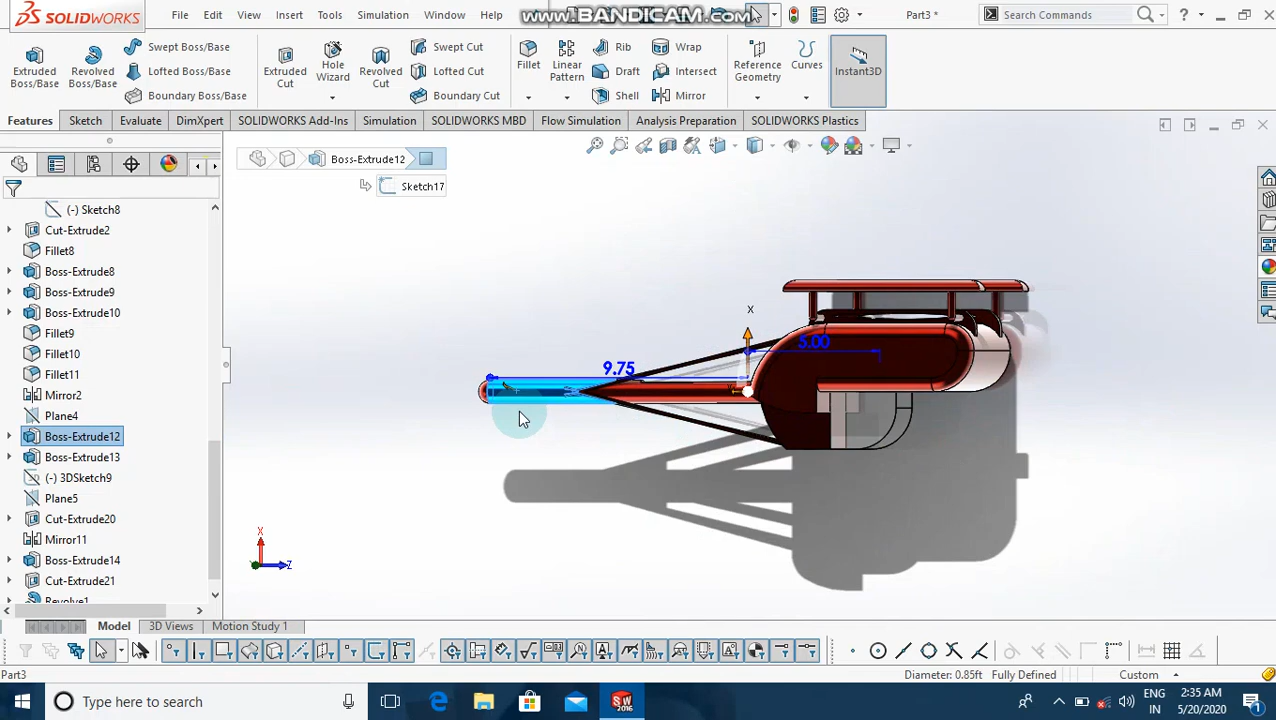 SOLIDWORKS
File Edit View Insert Tools Simulation Window Help
www.BANDICAM.com
Part3 *
Search Commands
Extruded Boss/Base
Revolved Boss/Base
Swept Boss/Base
Lofted Boss/Base
Boundary Boss/Base
Extruded Cut
Hole Wizard
Revolved Cut
Swept Cut
Lofted Cut
Boundary Cut
Fillet
Linear Pattern
Rib
Draft
Shell
Wrap
Intersect
Mirror
Reference Geometry
Curves
Instant3D
Features Sketch Evaluate DimXpert SOLIDWORKS Add-Ins Simulation SOLIDWORKS MBD Flow Simulation Analysis Preparation SOLIDWORKS Plastics
Boss-Extrude12
Sketch17
(-) Sketch8
Cut-Extrude2
Fillet8
Boss-Extrude8
Boss-Extrude9
Boss-Extrude10
Fillet9
Fillet10
Mirror2
Plane4
Boss-Extrude12
Boss-Extrude13
(-) 3DSketch9
Plane5
Cut-Extrude20
Mirror11
Boss-Extrude14
Cut-Extrude21
Revolve1
X
5.00
9.75
X
Z
Model 3D Views Motion Study 1
Part3
Diameter: 0.85ft Fully Defined
Custom
Type here to search
SW
2016
ENG
IN
2:35 AM
5/20/2020
1